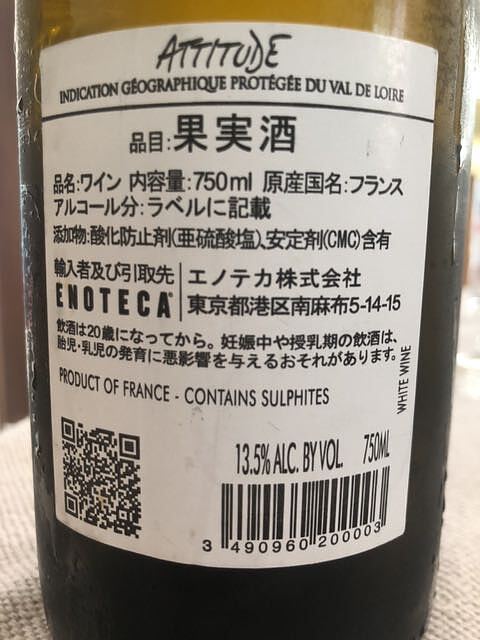 ATTITUDE
INDICATION GÉOGRAPHIQUE PROTÉGÉE DU VAL DE LOIRE
品目:果実酒
品名:ワイン 内容量:750ml 原産国名:フランス
アルコール分:ラベルに記載
添加物:酸化防止剤(亜硫酸塩)、安定剤(CMC)含有
輸入者及び引取先 エノテカ株式会社
ENOTECA 東京都港区南麻布5-14-15
飲酒は20歳になってから。妊娠中や授乳期の飲酒は、
胎児・乳児の発育に悪影響を与えるおそれがあります。
WHITE WINE
PRODUCT OF FRANCE - CONTAINS SULPHITES
13.5% ALC. BY VOL. 750ML
3 490960 200003